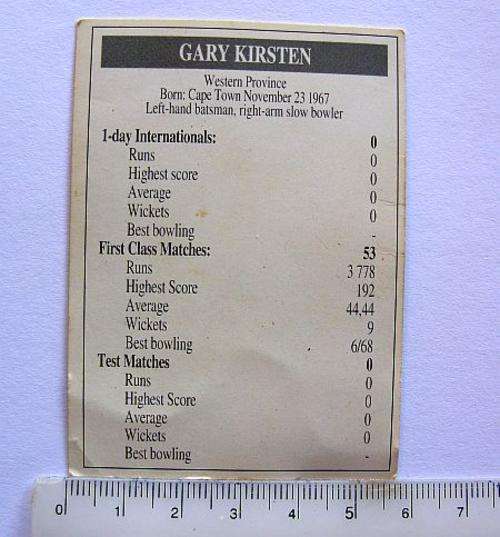 GARY KIRSTEN
Western Province
Born: Cape Town November 23 1967
Left-hand batsman, right-arm slow bowler
1-day Internationals: 0
Runs 0
Highest score 0
Average 0
Wickets 0
Best bowling -
First Class Matches: 53
Runs 3 778
Highest Score 192
Average 44,44
Wickets 9
Best bowling 6/68
Test Matches 0
Runs 0
Highest Score 0
Average 0
Wickets 0
Best bowling -
0 1 2 3 4 5 6 7